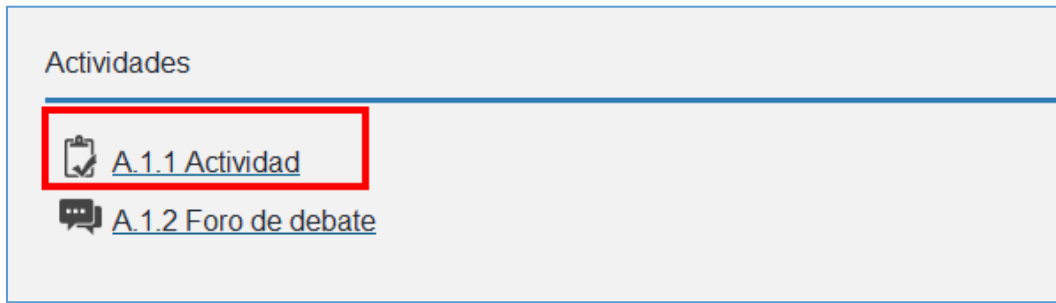 Actividades
A.1.1 Actividad
A.1.2 Foro de debate